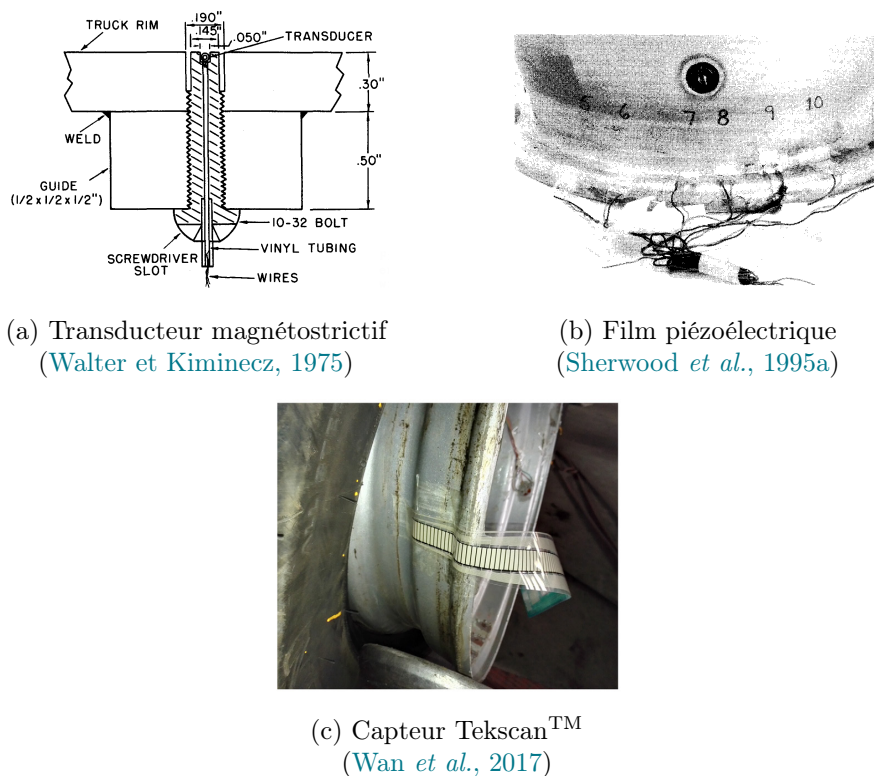 .190"
.145"
.050"
TRANSDUCER
TRUCK RIM
.30"
WELD
.50"
GUIDE
(1/2 x 1/2 x 1/2")
10-32 BOLT
VINYL TUBING
SCREWDRIVER
SLOT
WIRES
5 6 7 8 9 10
(a) Transducteur magnétostrictif
(Walter et Kiminecz, 1975)
(b) Film piézoélectrique
(Sherwood et al., 1995a)
(c) Capteur Tekscan™
(Wan et al., 2017)